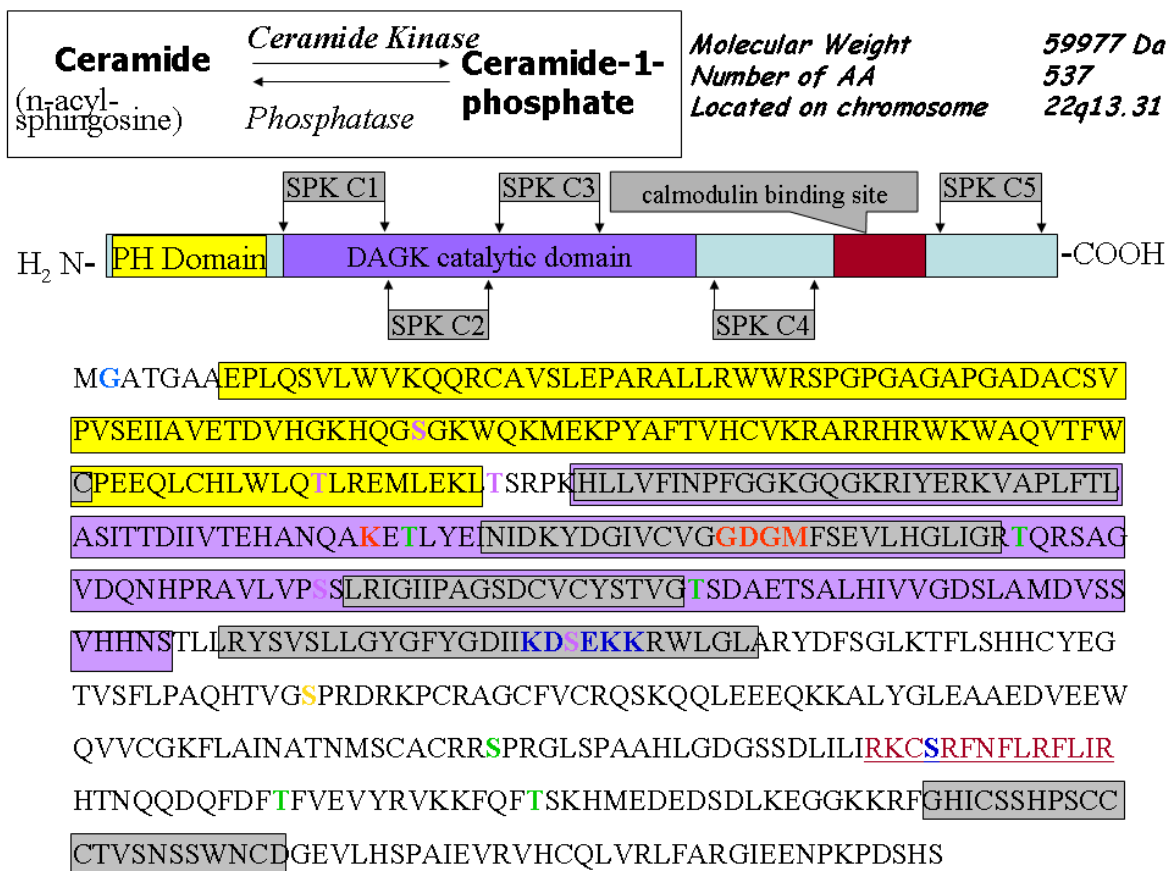 Ceramide
(n-acyl-
sphingosine)
Ceramide Kinase
Phosphatase
Ceramide-1-
phosphate
Molecular Weight 59977 Da
Number of AA 537
Located on chromosome 22q13.31
SPK C1
SPK C3
calmodulin binding site
SPK C5
H2 N-
PH Domain
DAGK catalytic domain
-COOH
SPK C2
SPK C4
MGATGAAEPLQSVLWVKQQRCAVSLEPARALLRWWRSPGPGAGAPGADACSV
PVSEIIAVETDVHGKHQGSGKWQKMEKPYAFTVHCVKRARRHRWKWAQVTFW
CPEEQLCHLWLQTLREMLEKLTSRPKHLLVFINPFGGKGQGKRIYERKVAPLFTL
ASITTDIIVTEHANQAKETLYEINIDKYDGIVCVGGDGMFSEVLHGLIGRTQRSAG
VDQNHPRAVLVPSSLRIGIIPAGSDCVCYSTVGTSDAETSALHIVVGDSLAMDVSS
VHHNSTLLRYSVSLLGYGFYGDIIKDSEKKRWLGLARYDFSGLKTFLSHHCYEG
TVSFLPAQHTVGSPRDRKPCRAGCFVCRQSKQQLEEEQKKALYGLEAAEDVEEW
QVVCGKFLAINATNMSCACRRSPRGLSPAAHLGDGSSDLILIRKCSRFNFLRFLIR
HTNQQDQFDFTFVEVYRVKKFQFTSKHMEDEDSDLKEGGKKRFGHICSSHPSCC
CTVSNSSWNCDGEVLHSPAIEVRVHCQLVRLFARGIEENPKPDSHS